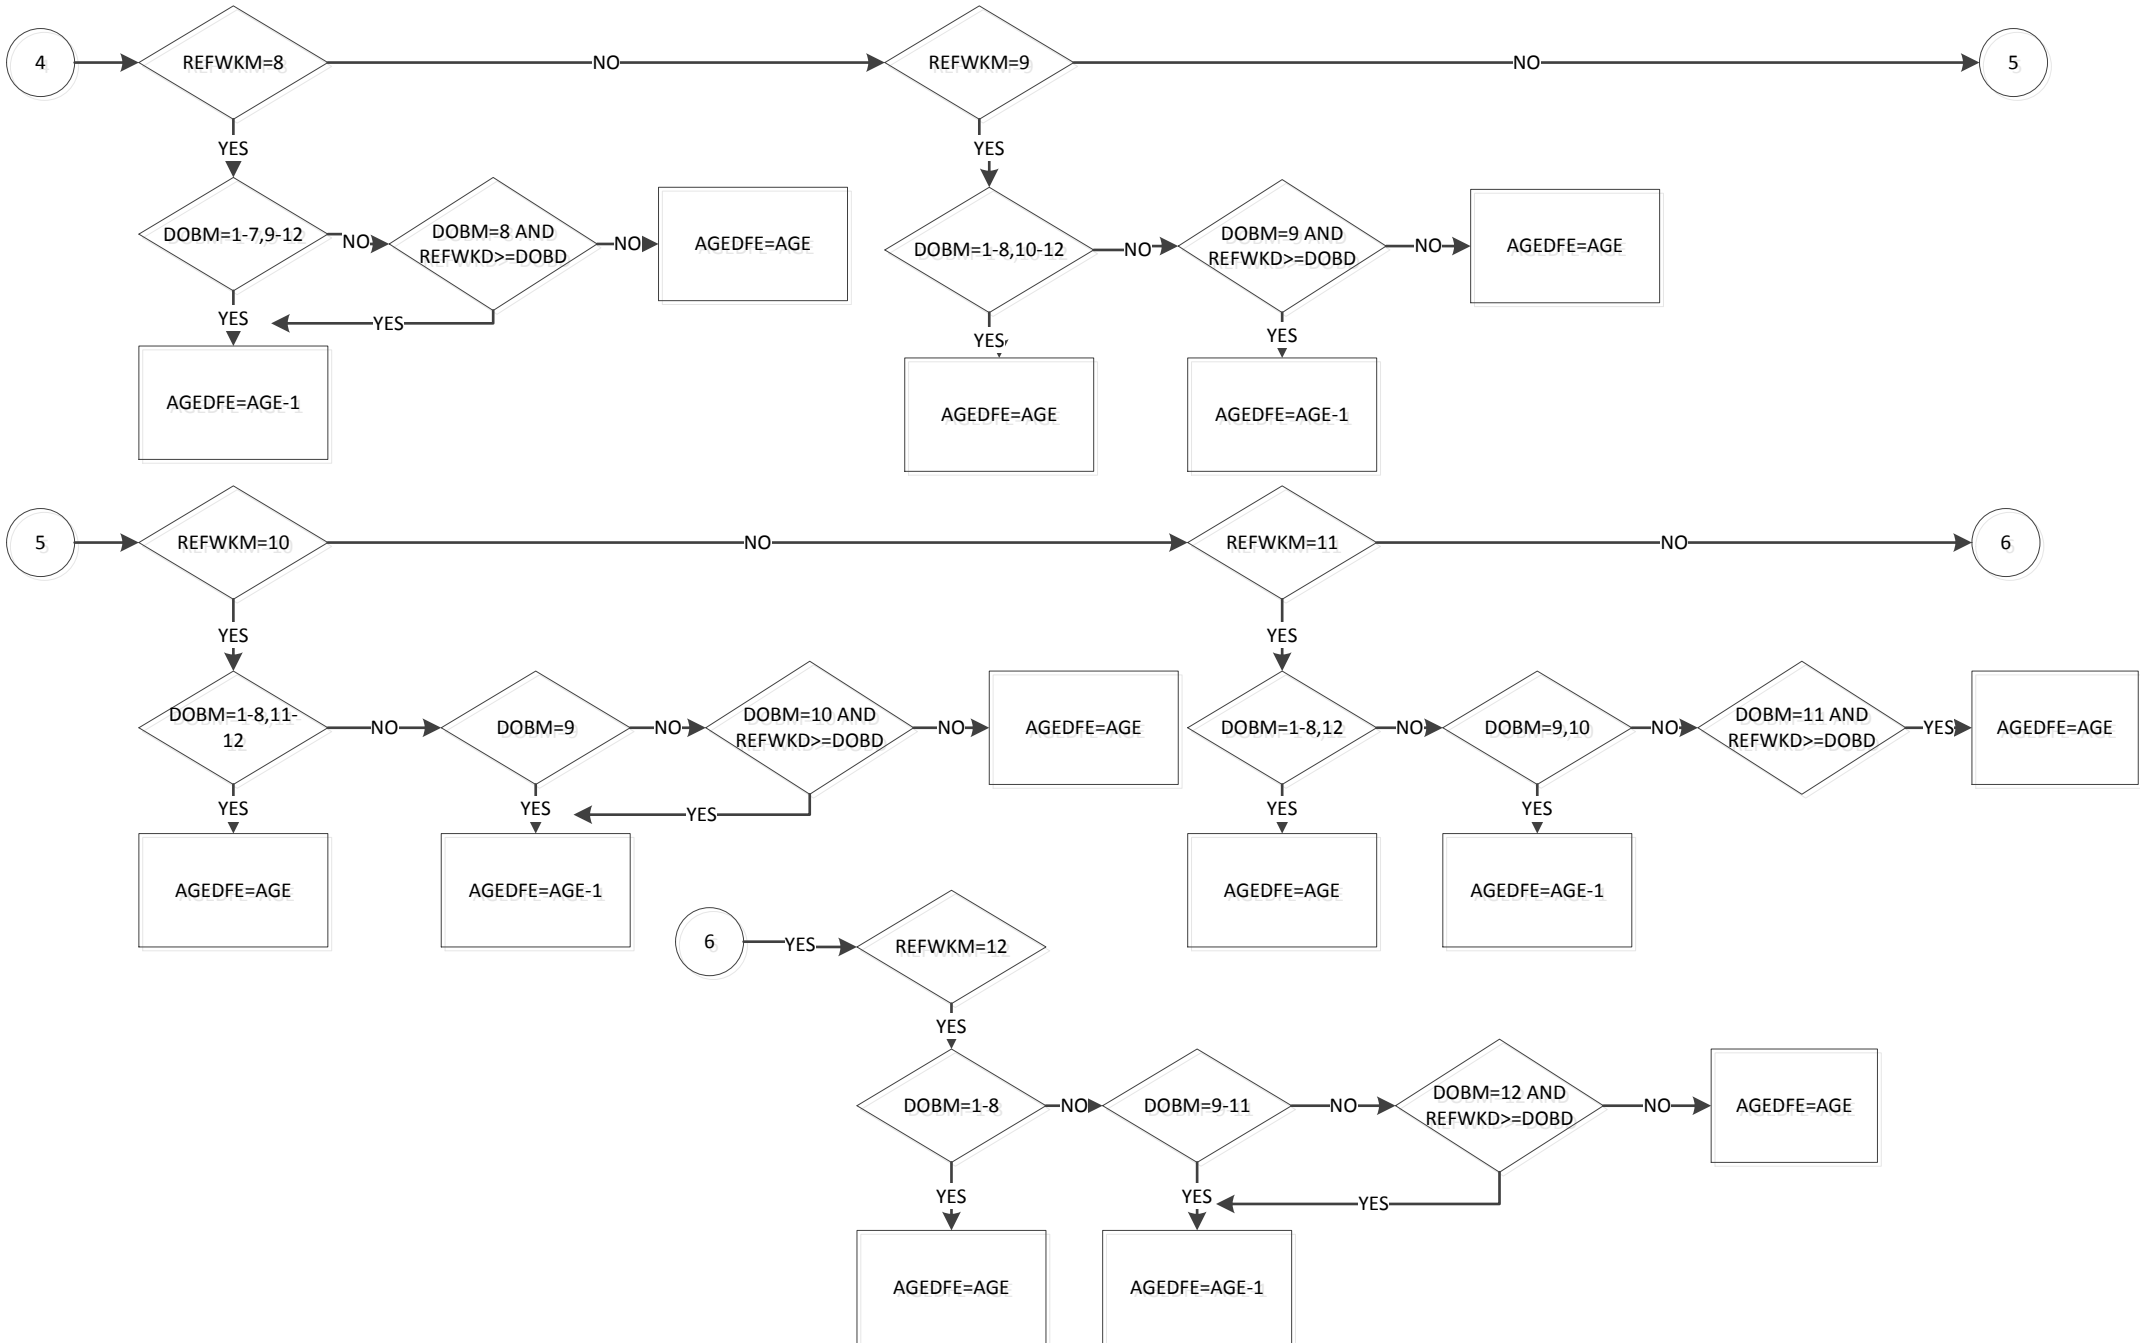 4
REFWKM=8
NO
REFWKM=9
NO
5
YES
YES
DOBM=1-7,9-12
NO
DOBM=8 AND
REFWKD>=DOBD
NO
AGEDFE=AGE
DOBM=1-8,10-12
NO
DOBM=9 AND
REFWKD>=DOBD
NO
AGEDFE=AGE
YES
YES
YES
YES
AGEDFE=AGE-1
AGEDFE=AGE
AGEDFE=AGE-1
5
REFWKM=10
NO
REFWKM=11
NO
6
YES
YES
DOBM=1-8,11-
12
NO
DOBM=9
NO
DOBM=10 AND
REFWKD>=DOBD
NO
AGEDFE=AGE
DOBM=1-8,12
NO
DOBM=9,10
NO
DOBM=11 AND
REFWKD>=DOBD
YES
AGEDFE=AGE
YES
YES
YES
YES
YES
AGEDFE=AGE
AGEDFE=AGE-1
AGEDFE=AGE
AGEDFE=AGE-1
6
YES
REFWKM=12
YES
DOBM=1-8
NO
DOBM=9-11
NO
DOBM=12 AND
REFWKD>=DOBD
NO
AGEDFE=AGE
YES
YES
YES
AGEDFE=AGE
AGEDFE=AGE-1